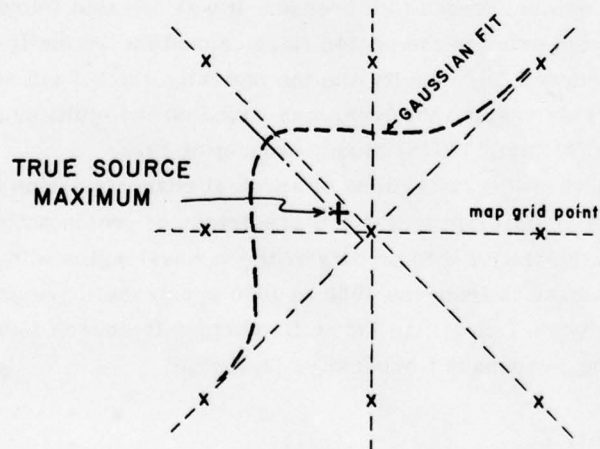 GAUSSIAN FIT
TRUE SOURCE
MAXIMUM
map grid point
x x x
x x x
x x x